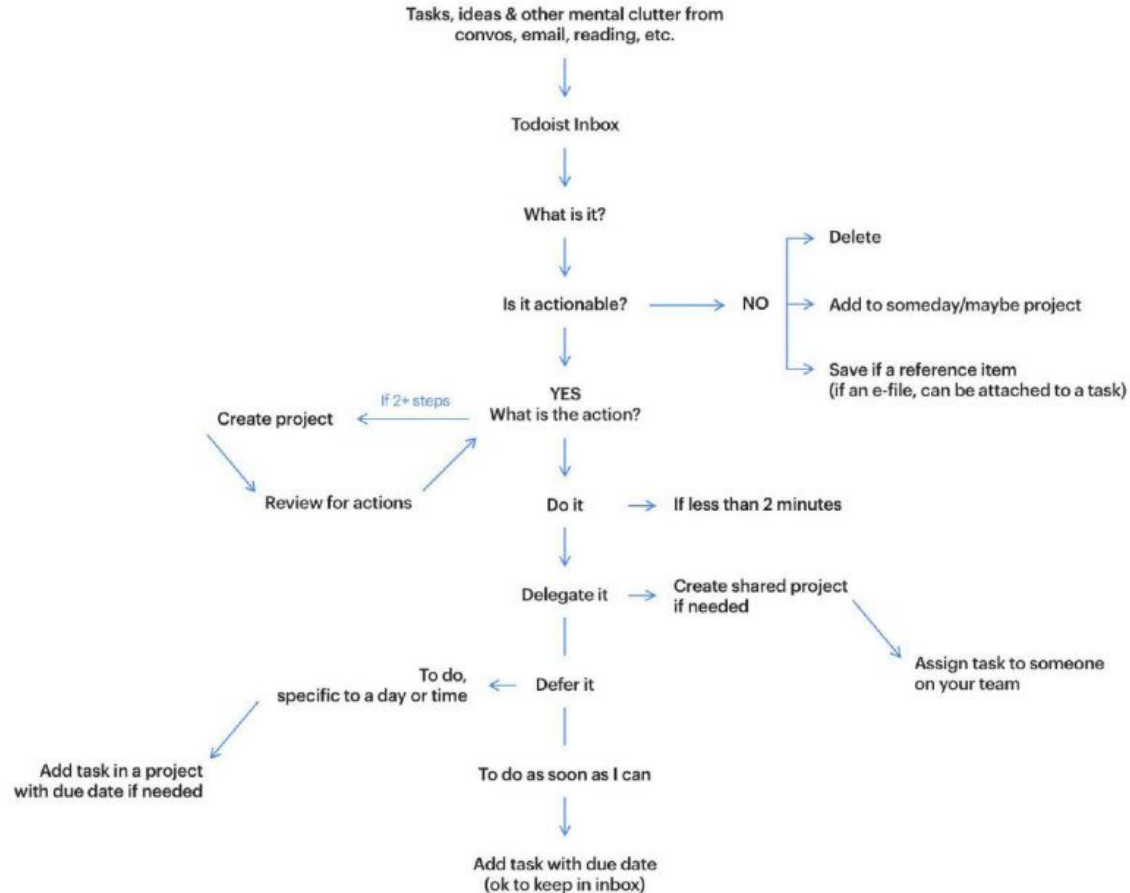 Tasks, ideas & other mental clutter from
convos, email, reading, etc.
Todoist Inbox
What is it?
Is it actionable?
NO
Delete
Add to someday/maybe project
Save if a reference item
(if an e-file, can be attached to a task)
YES
What is the action?
If 2+ steps
Create project
Review for actions
Do it
If less than 2 minutes
Delegate it
Create shared project
if needed
Assign task to someone
on your team
Defer it
To do,
specific to a day or time
Add task in a project
with due date if needed
To do as soon as I can
Add task with due date
(ok to keep in inbox)